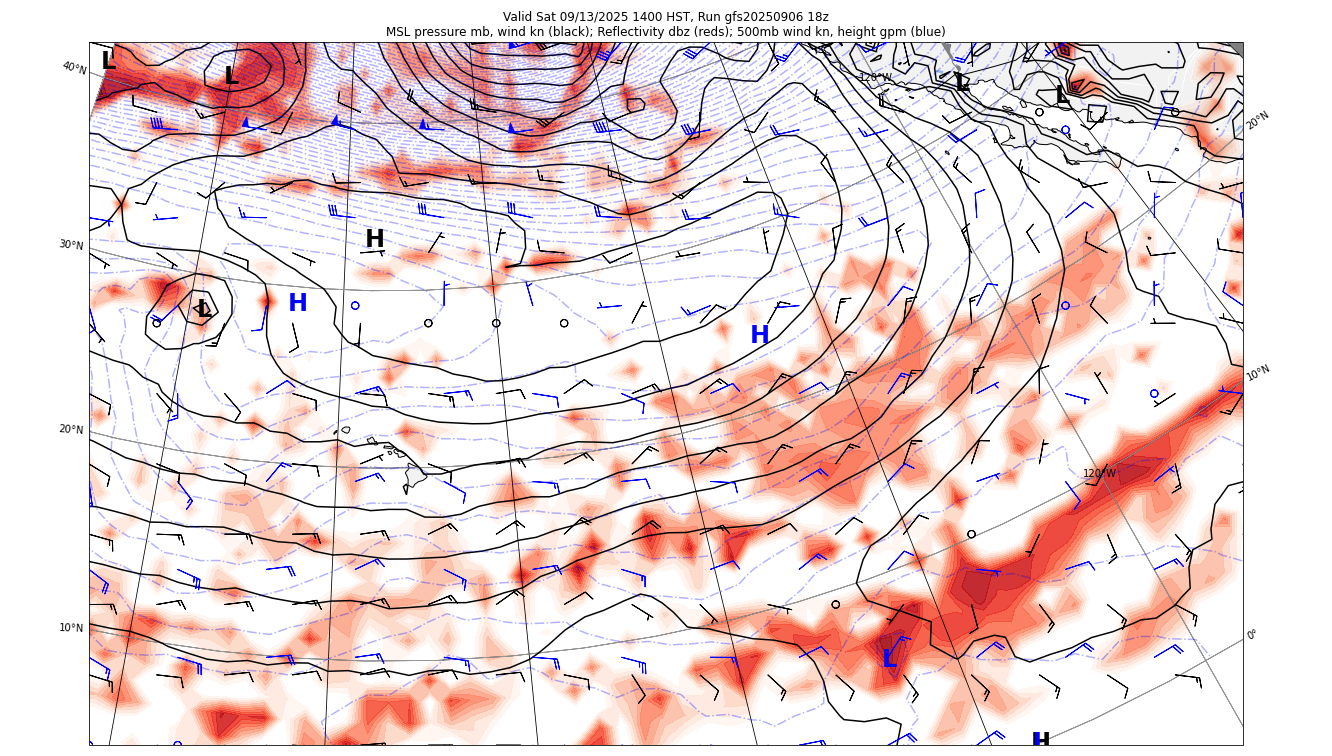 Valid Sat 09/13/2025 1400 HST, Run gfs20250906 18z
MSL pressure mb, wind kn (black); Reflectivity dbz (reds); 500mb wind kn, height gpm (blue)
L
40°N
L
120°W
L
L
20°N
30°N
H
H
L
H
10°N
20°N
120°W
10°N
0°
L
H